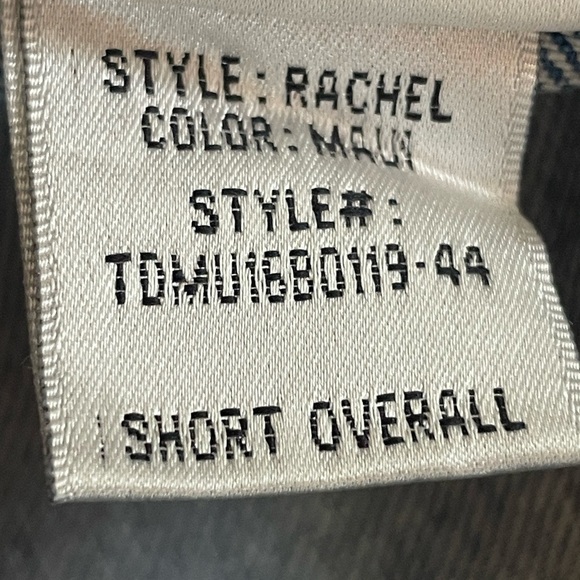 STYLE: RACHEL
COLOR: MAUI
STYLE#:
TDMU1680119-44
SHORT OVERALL